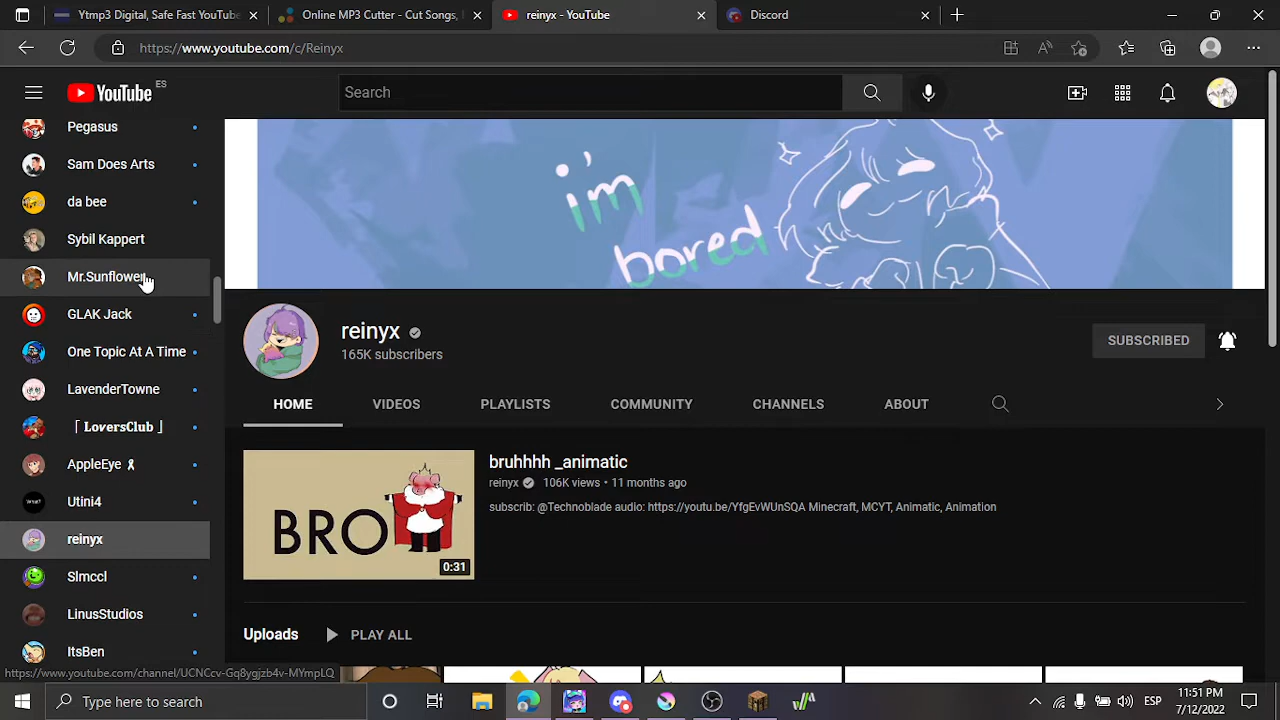 Ytmp3 Digital, Safe Fast YouTube
Online MP3 Cutter - Cut Songs,
reinyx - YouTube
Discord
https://www.youtube.com/c/Reinyx
YouTube ES
Search
Pegasus
Sam Does Arts
da bee
Sybil Kappert
Mr.Sunflower
GLAK Jack
One Topic At A Time
LavenderTowne
「 𝐋𝐨𝐯𝐞𝐫𝐬𝐂𝐥𝐮𝐛 」
AppleEye
Utini4
reinyx
Slmccl
LinusStudios
ItsBen
i'm
bored
reinyx
165K subscribers
SUBSCRIBED
HOME
VIDEOS
PLAYLISTS
COMMUNITY
CHANNELS
ABOUT
BRO
0:31
bruhhhh _animatic
reinyx 106K views • 11 months ago
subscrib: @Technoblade audio: https://youtu.be/YfgEvWUnSQA Minecraft, MCYT, Animatic, Animation
Uploads
PLAY ALL
https://www.youtube.com/channel/UCNCcv-Gq8ygjzb4v-MYmpLQ
Type here to search
ESP
11:51 PM
7/12/2022